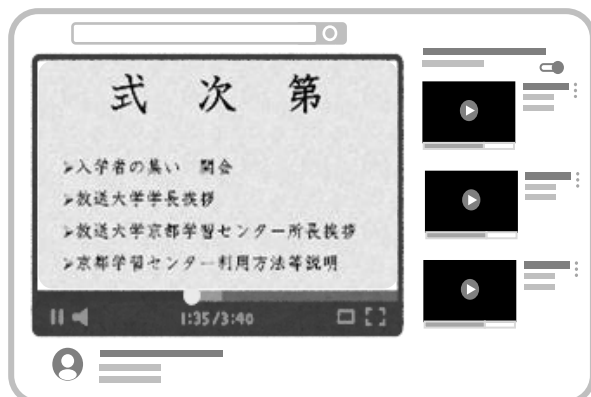 式 次 第
➢入学者の集い 開会
➢放送大学学長挨拶
➢放送大学京都学習センター所長挨拶
➢京都学習センター利用方法等説明
1:35/3:40